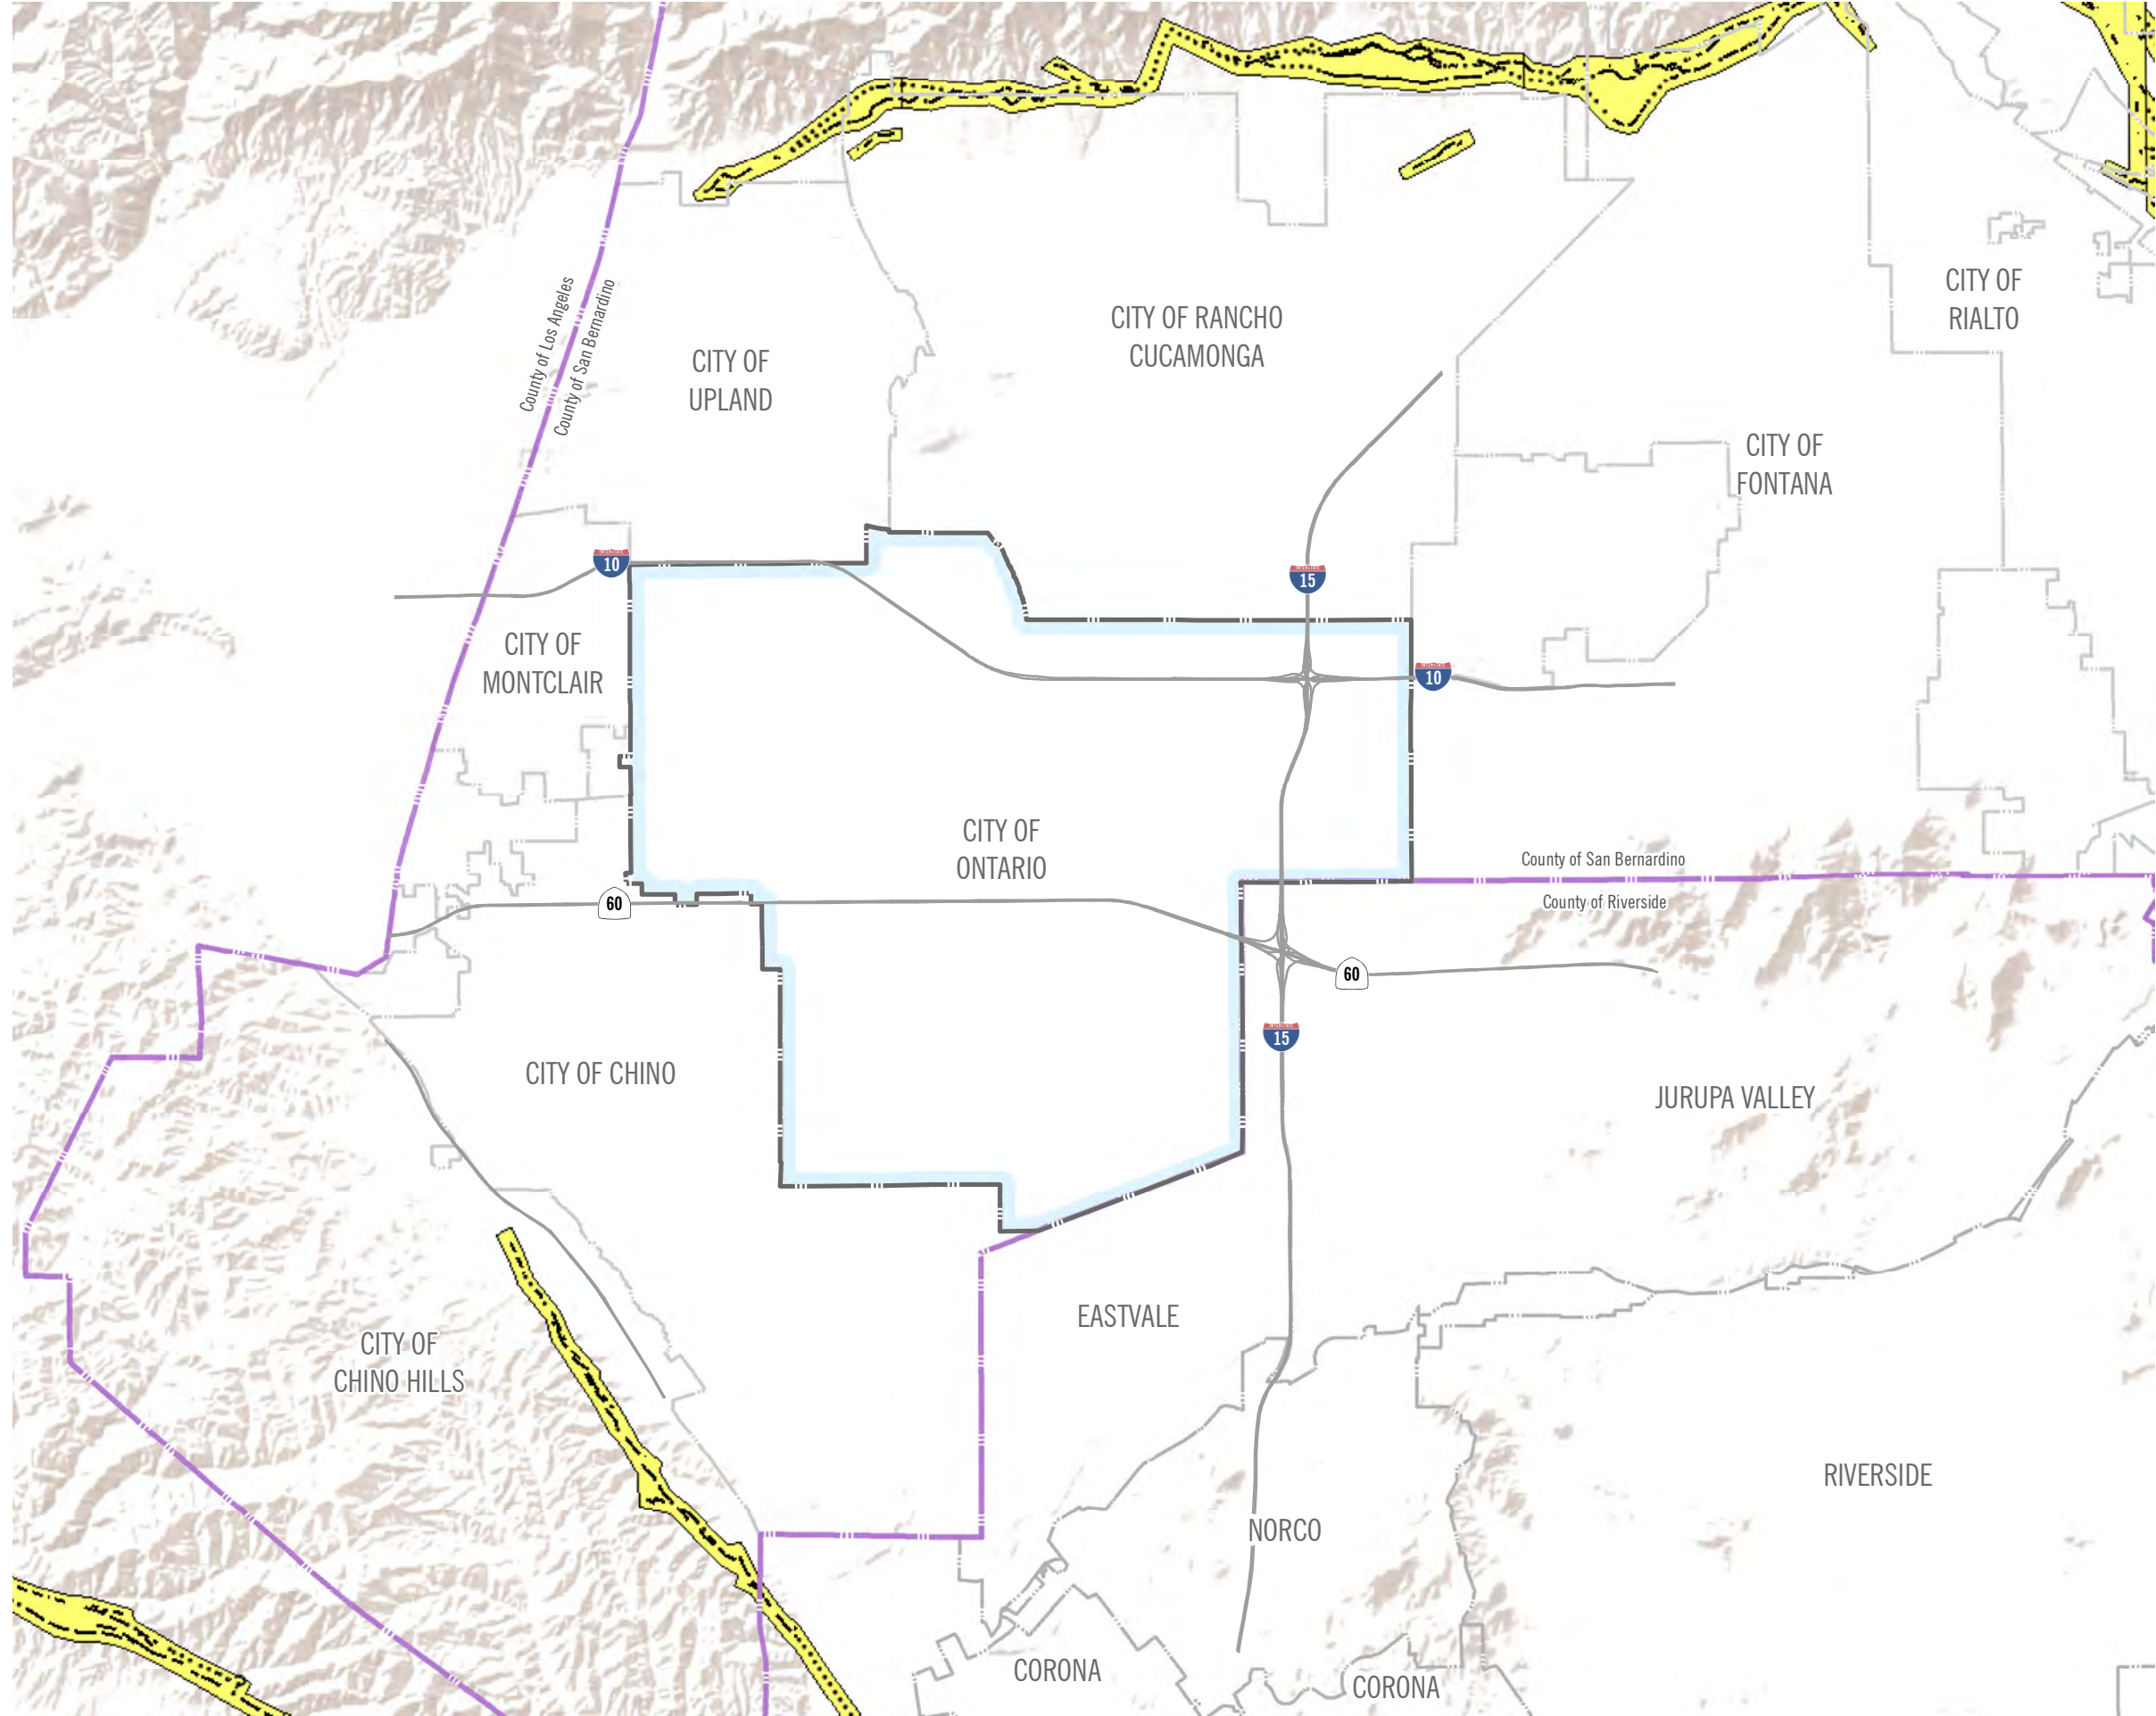 CITY OF
RIALTO
CITY OF RANCHO
CUCAMONGA
County of Los Angeles
County of San Bernardino
CITY OF
UPLAND
CITY OF
FONTANA
10
15
CITY OF
MONTCLAIR
10
CITY OF
ONTARIO
County of San Bernardino
County of Riverside
60
60
15
CITY OF CHINO
JURUPA VALLEY
EASTVALE
CITY OF
CHINO HILLS
RIVERSIDE
NORCO
CORONA
CORONA